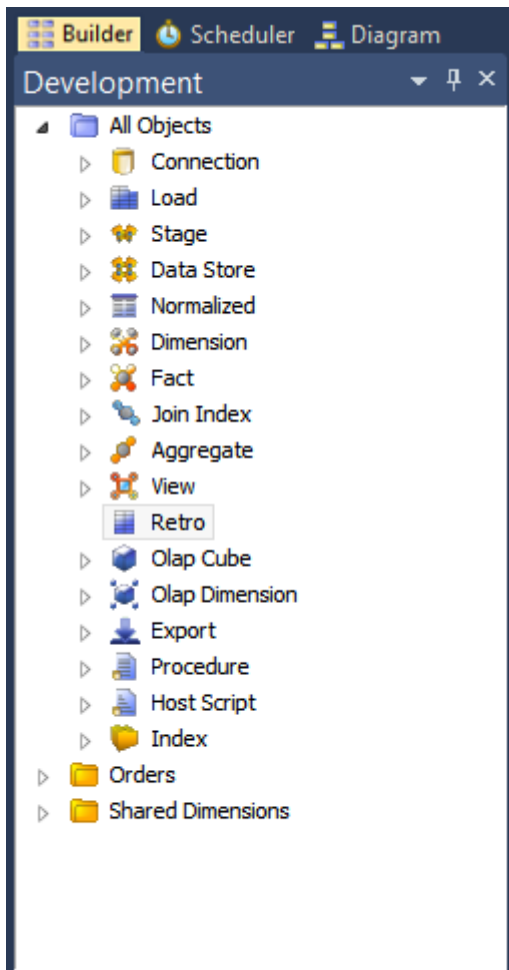 Builder Scheduler Diagram
Development
All Objects
Connection
Load
Stage
Data Store
Normalized
Dimension
Fact
Join Index
Aggregate
View
Retro
Olap Cube
Olap Dimension
Export
Procedure
Host Script
Index
Orders
Shared Dimensions